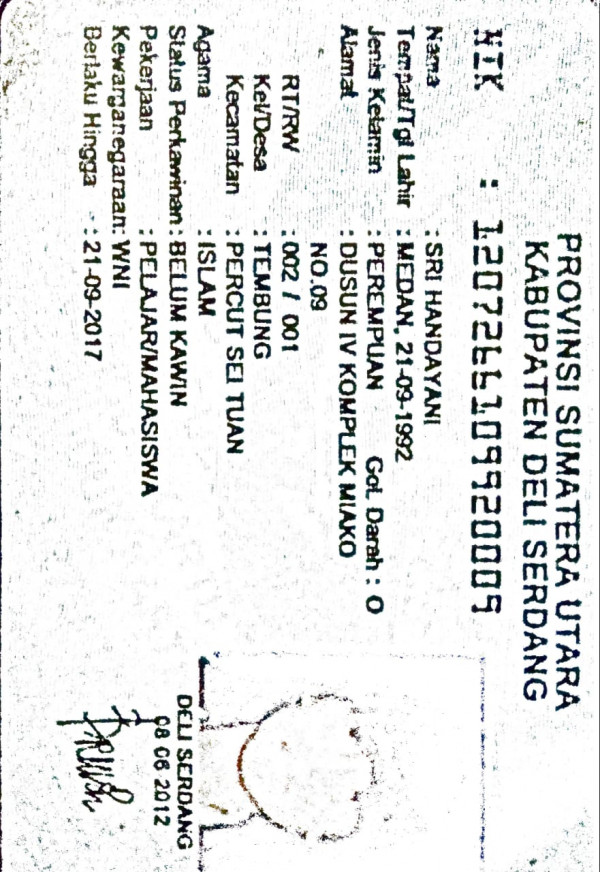 PROVINSI SUMATERA UTARA
KABUPATEN DELI SERDANG
NIK : 1207266109920009
Nama : SRI HANDAYANI
Tempat/Tgl Lahir : MEDAN, 21-09-1992
Jenis Kelamin : PEREMPUAN Gol. Darah : O
Alamat : DUSUN IV KOMPLEK MIAKO
NO.09
RT/RW : 002 / 001
Kel/Desa : TEMBUNG
Kecamatan : PERCUT SEI TUAN
Agama : ISLAM
Status Perkawinan : BELUM KAWIN
Pekerjaan : PELAJAR/MAHASISWA
Kewarganegaraan: WNI
Berlaku Hingga : 21-09-2017
DELI SERDANG
08 06 2012